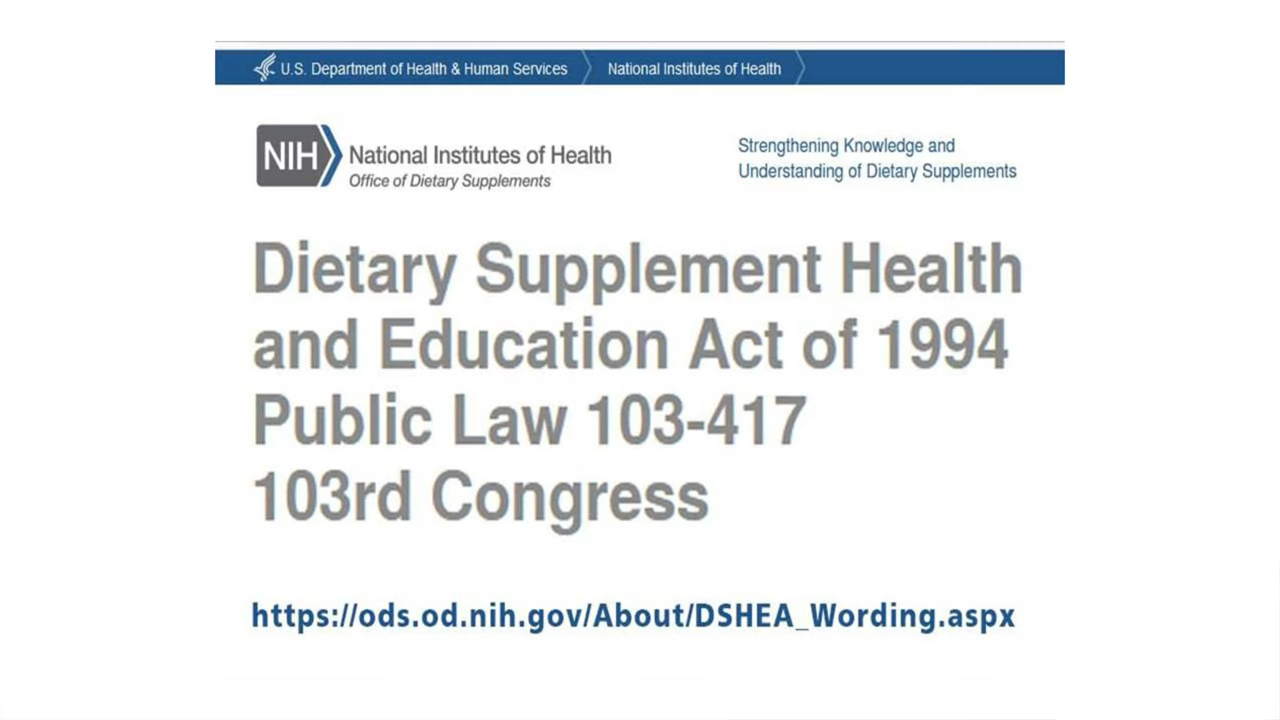 U.S. Department of Health & Human Services National Institutes of Health
NIH National Institutes of Health
Office of Dietary Supplements
Strengthening Knowledge and
Understanding of Dietary Supplements
Dietary Supplement Health
and Education Act of 1994
Public Law 103-417
103rd Congress
https://ods.od.nih.gov/About/DSHEA_Wording.aspx